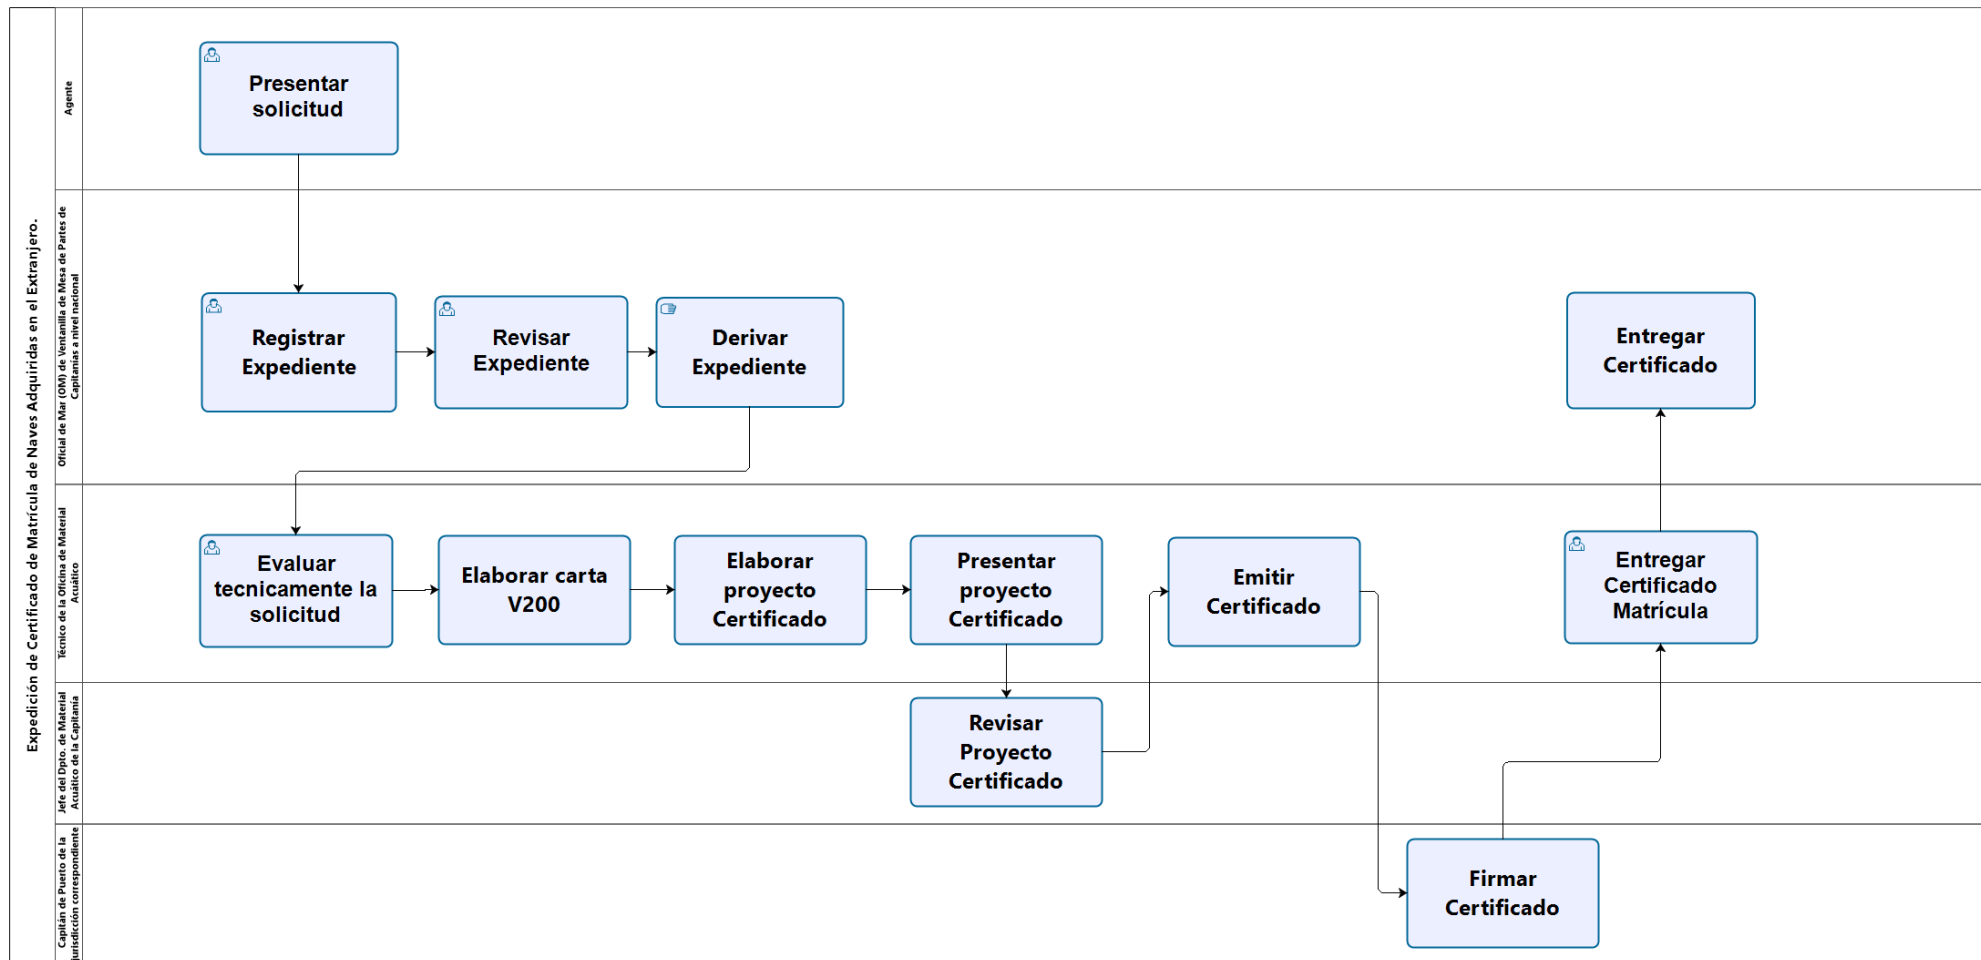 Expedición de Certificado de Matrícula de Naves Adquiridas en el Extranjero.
Agente
Presentar
solicitud
Oficial de Mar (OM) de Ventanilla de Mesa de Partes de
Capitanías a nivel nacional
Registrar
Expediente
Revisar
Expediente
Derivar
Expediente
Entregar
Certificado
Técnico de la Oficina de Material
Acuático
Evaluar
tecnicamente la
solicitud
Elaborar carta
V200
Elaborar
proyecto
Certificado
Presentar
proyecto
Certificado
Emitir
Certificado
Entregar
Certificado
Matrícula
Jefe del Dpto. de Material
Acuático de la Capitanía
Revisar
Proyecto
Certificado
Capitán de Puerto de la
jurisdicción correspondiente
Firmar
Certificado